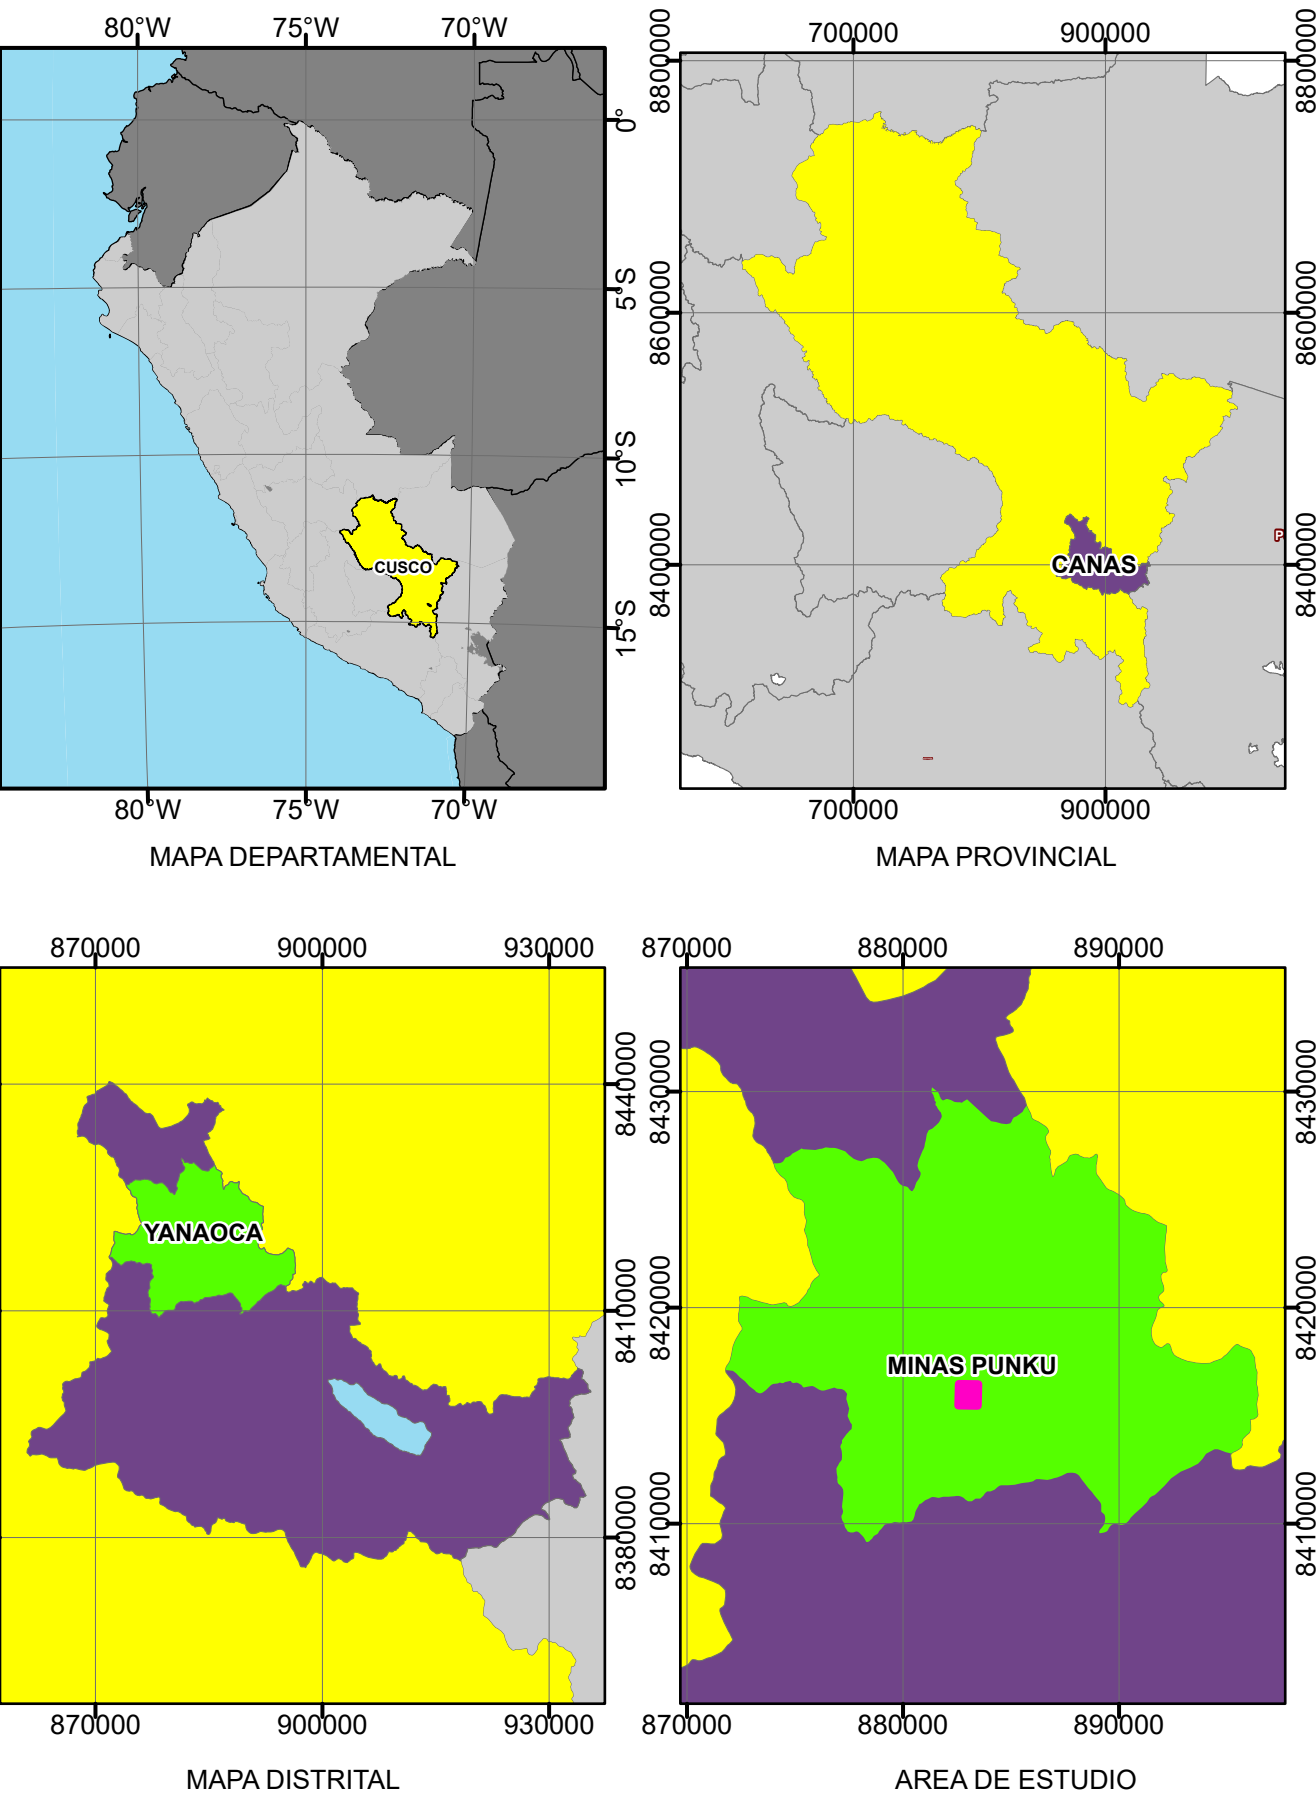 80°W 75°W 70°W
0°
5°S
10°S
15°S
CUSCO
80°W 75°W 70°W
MAPA DEPARTAMENTAL
700000 900000
8800000 8800000
8600000 8600000
8400000 8400000
CANAS
P
700000 900000
MAPA PROVINCIAL
870000 900000 930000
8440000
8410000
8380000
YANAOCA
870000 900000 930000
MAPA DISTRITAL
870000 880000 890000
8430000 8430000
8420000 8420000
8410000 8410000
MINAS PUNKU
870000 880000 890000
AREA DE ESTUDIO